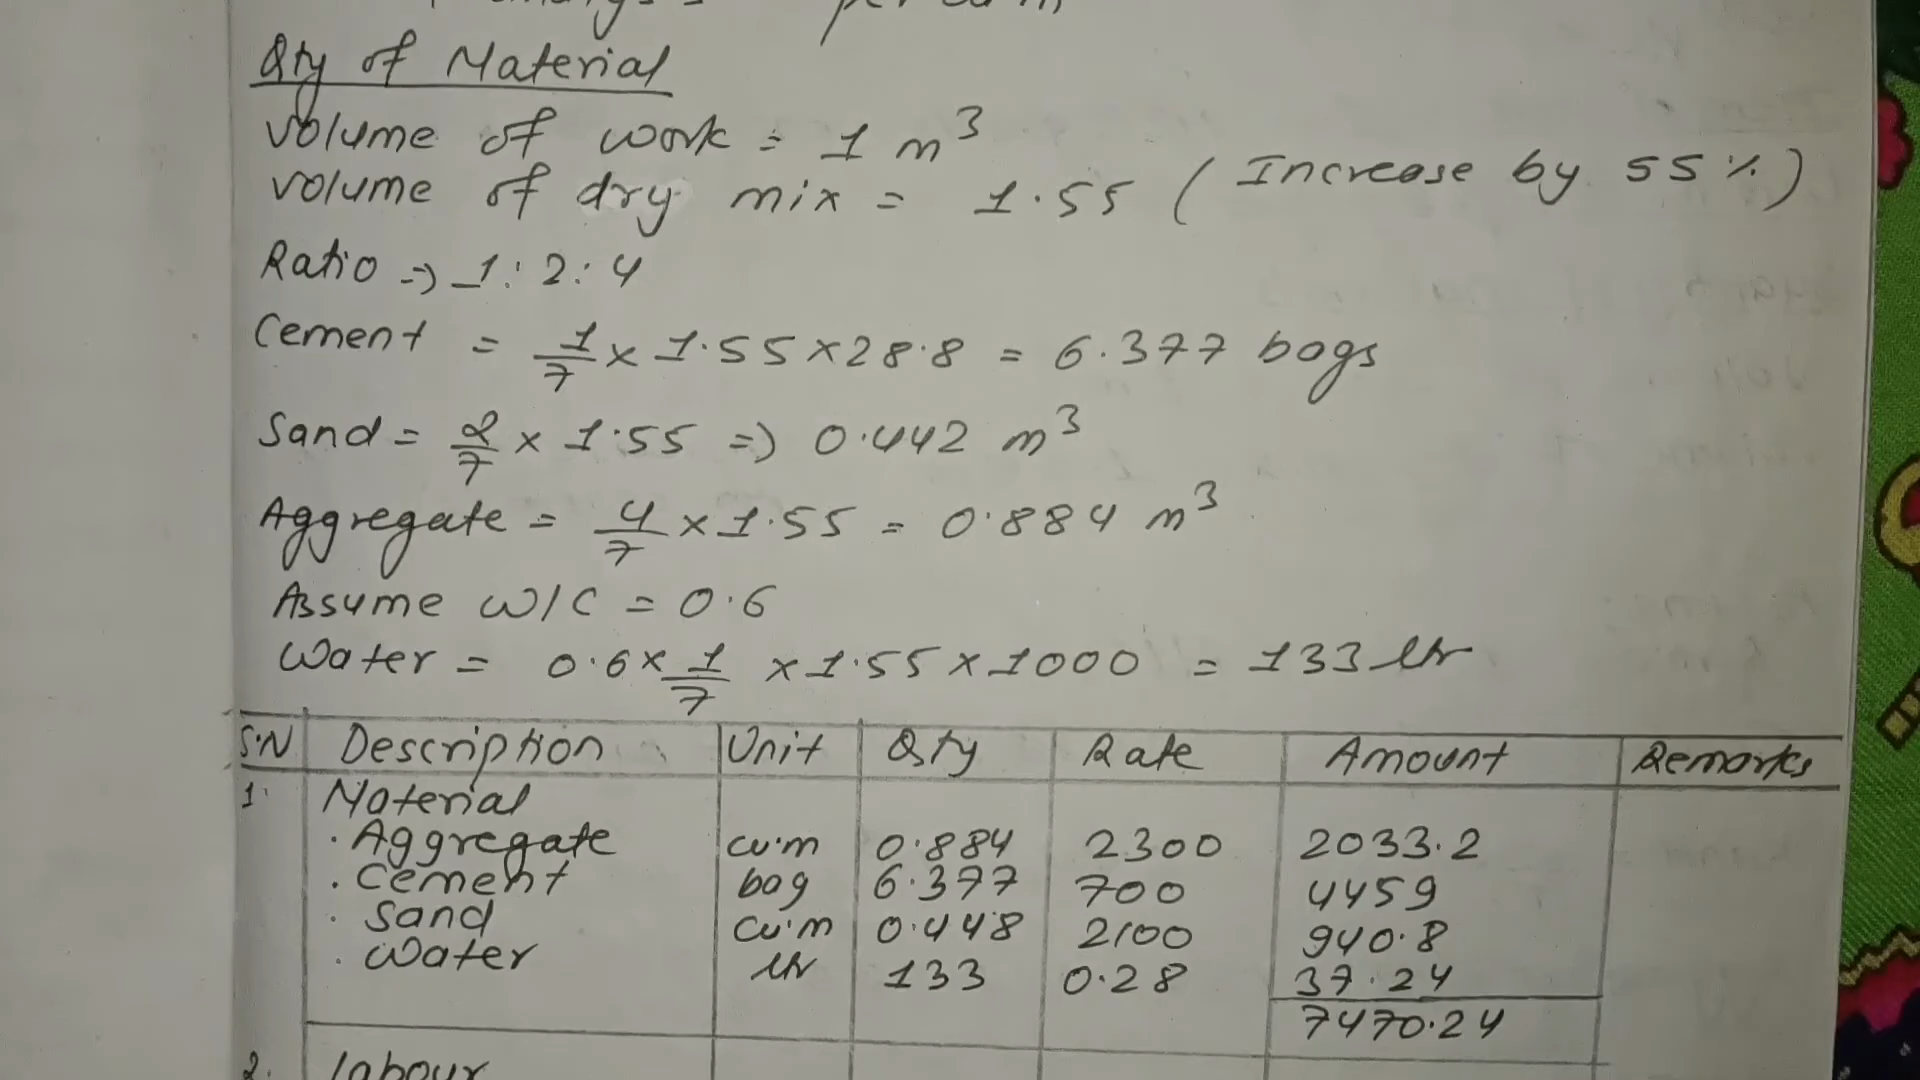 per cu m
Qty of Material
Volume of work = 1 m³
Volume of dry mix = 1.55 (Increase by 55%)
Ratio => 1:2:4
Cement = 1/7 x 1.55 x 28.8 = 6.377 bags
Sand = 2/7 x 1.55 => 0.442 m³
Aggregate = 4/7 x 1.55 = 0.884 m³
Assume W/C = 0.6
Water = 0.6 x 1/7 x 1.55 x 1000 = 133 ltr
S.N Description Unit Qty Rate Amount Remarks
1. Material
. Aggregate cu.m 0.884 2300 2033.2
. Cement bag 6.377 700 4459
. Sand cu.m 0.448 2100 940.8
. Water ltr 133 0.28 37.24
7470.24
2. labour